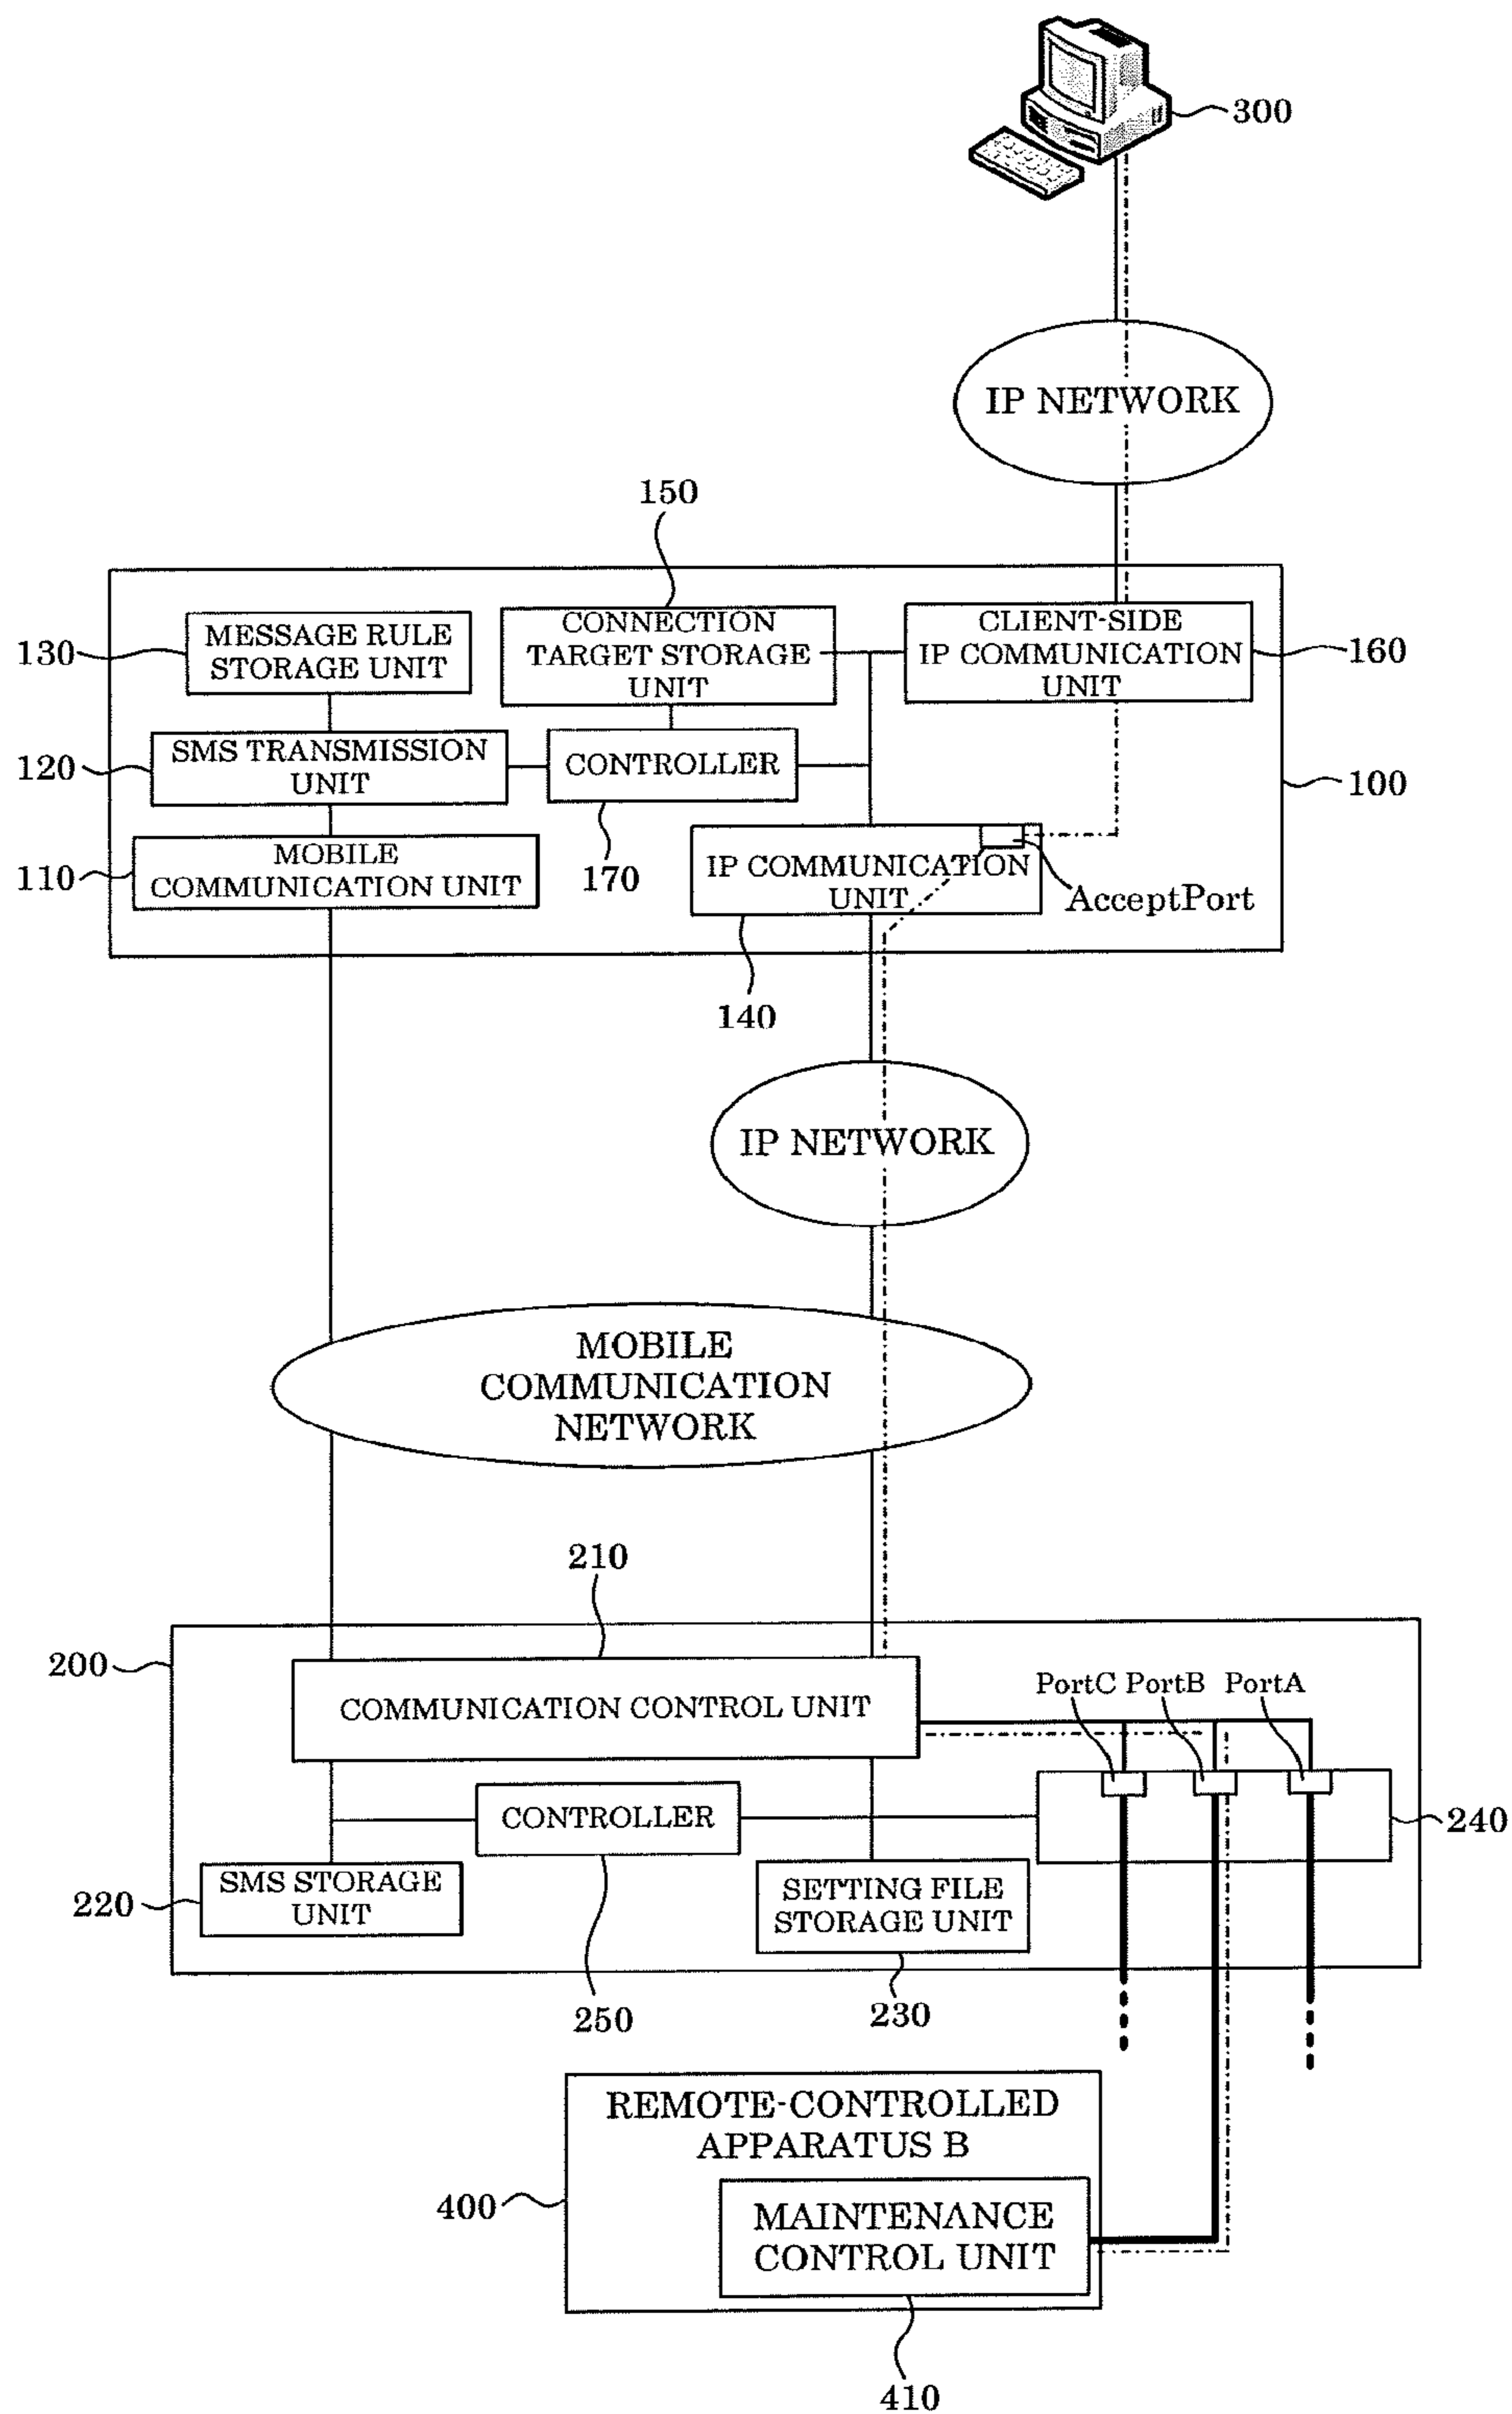 300
IP NETWORK
150
130
MESSAGE RULE
STORAGE UNIT
CONNECTION
TARGET STORAGE
UNIT
CLIENT-SIDE
IP COMMUNICATION
UNIT
160
120
SMS TRANSMISSION
UNIT
CONTROLLER
100
110
MOBILE
COMMUNICATION UNIT
170
IP COMMUNICATION
UNIT
AcceptPort
140
IP NETWORK
MOBILE
COMMUNICATION
NETWORK
210
200
COMMUNICATION CONTROL UNIT
PortC PortB PortA
CONTROLLER
240
220
SMS STORAGE
UNIT
SETTING FILE
STORAGE UNIT
250
230
REMOTE-CONTROLLED
APPARATUS B
400
MAINTENANCE
CONTROL UNIT
410